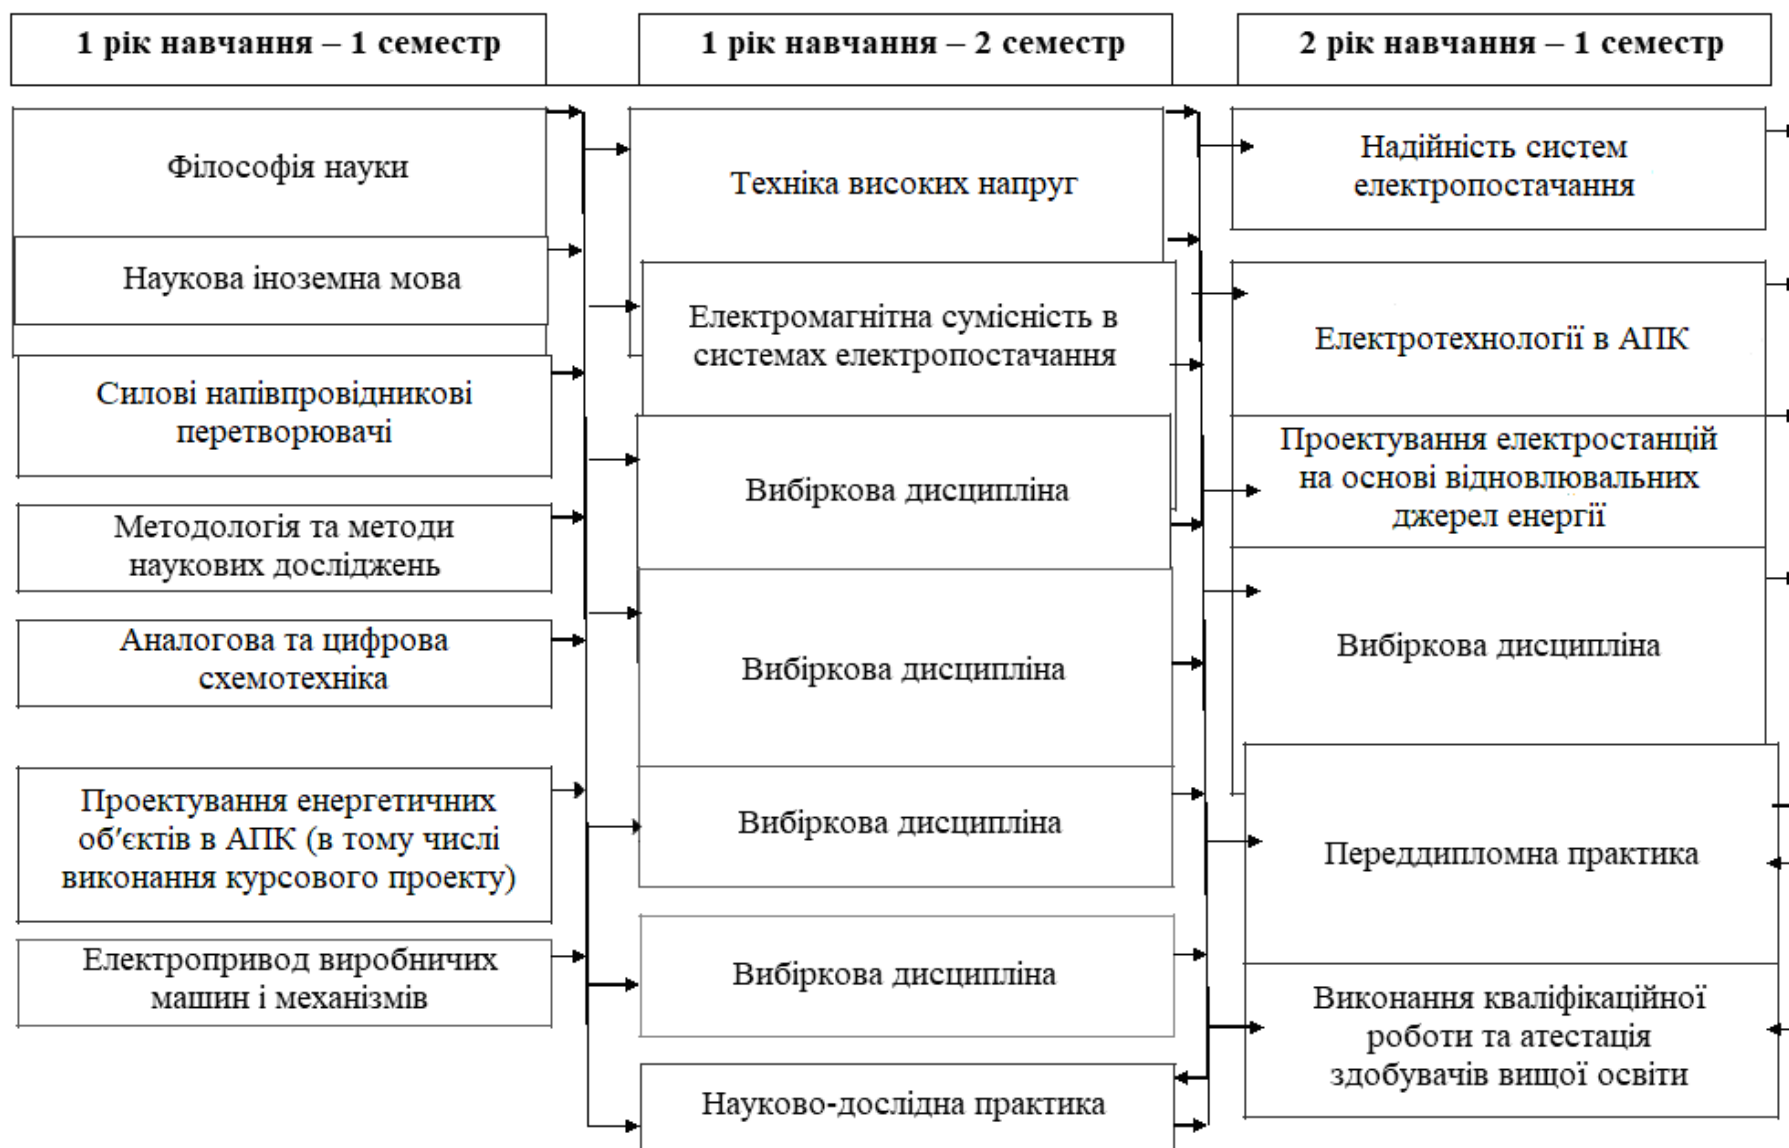 1 рік навчання – 1 семестр
Філософія науки
Наукова іноземна мова
Силові напівпровідникові
перетворювачі
Методологія та методи
наукових досліджень
Аналогова та цифрова
схемотехніка
Проектування енергетичних
об'єктів в АПК (в тому числі
виконання курсового проекту)
Електропривод виробничих
машин і механізмів
1 рік навчання – 2 семестр
Техніка високих напруг
Електромагнітна сумісність в
системах електропостачання
Вибіркова дисципліна
Вибіркова дисципліна
Вибіркова дисципліна
Вибіркова дисципліна
Науково-дослідна практика
2 рік навчання – 1 семестр
Надійність систем
електропостачання
Електротехнології в АПК
Проектування електростанцій
на основі відновлювальних
джерел енергії
Вибіркова дисципліна
Переддипломна практика
Виконання кваліфікаційної
роботи та атестація
здобувачів вищої освіти